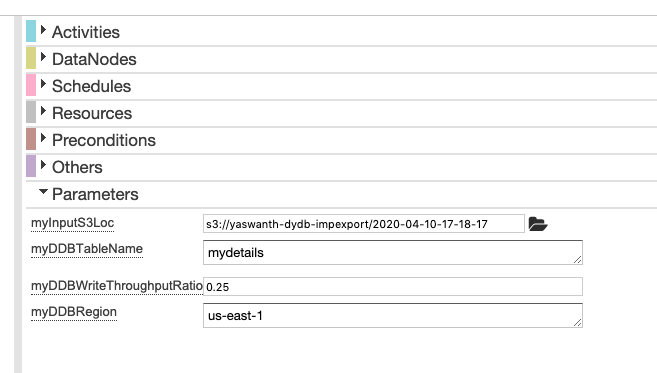 Activities
DataNodes
Schedules
Resources
Preconditions
Others
Parameters
myInputS3Loc s3://yaswanth-dydb-impexport/2020-04-10-17-18-17
myDDBTableName mydetails
myDDBWriteThroughputRatio 0.25
myDDBRegion us-east-1